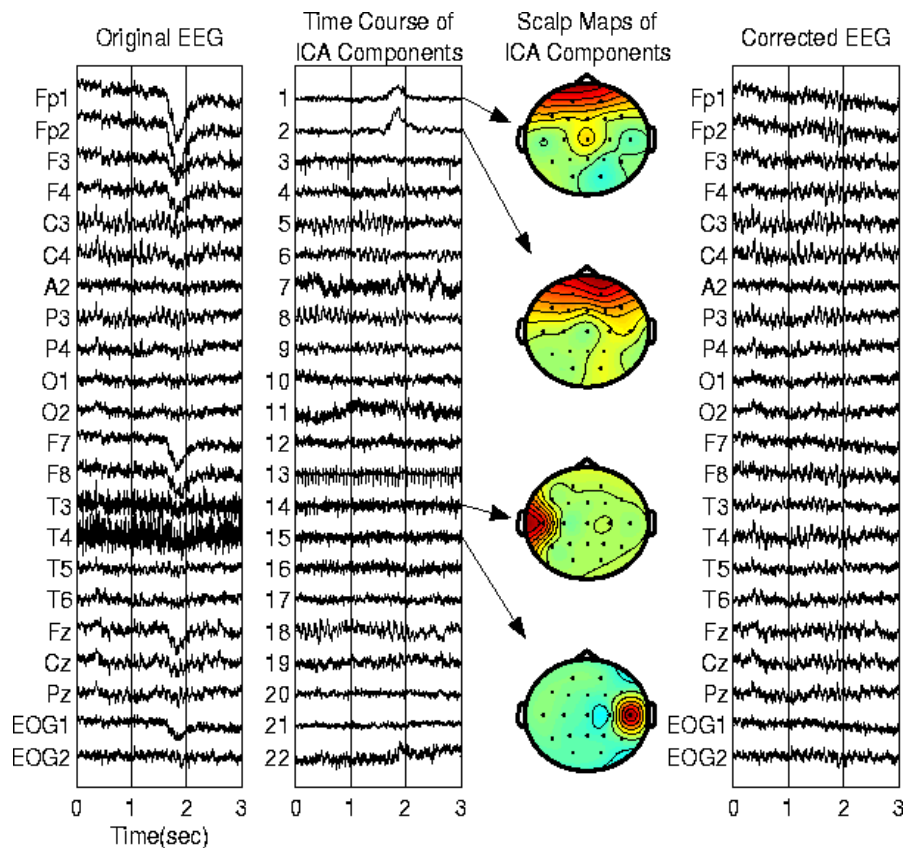 Original EEG
Time Course of
ICA Components
Scalp Maps of
ICA Components
Corrected EEG
Fp1
Fp2
F3
F4
C3
C4
A2
P3
P4
O1
O2
F7
F8
T3
T4
T5
T6
Fz
Cz
Pz
EOG1
EOG2
0 1 2 3
Time(sec)
1
2
3
4
5
6
7
8
9
10
11
12
13
14
15
16
17
18
19
20
21
22
0 1 2 3
Fp1
Fp2
F3
F4
C3
C4
A2
P3
P4
O1
O2
F7
F8
T3
T4
T5
T6
Fz
Cz
Pz
EOG1
EOG2
0 1 2 3